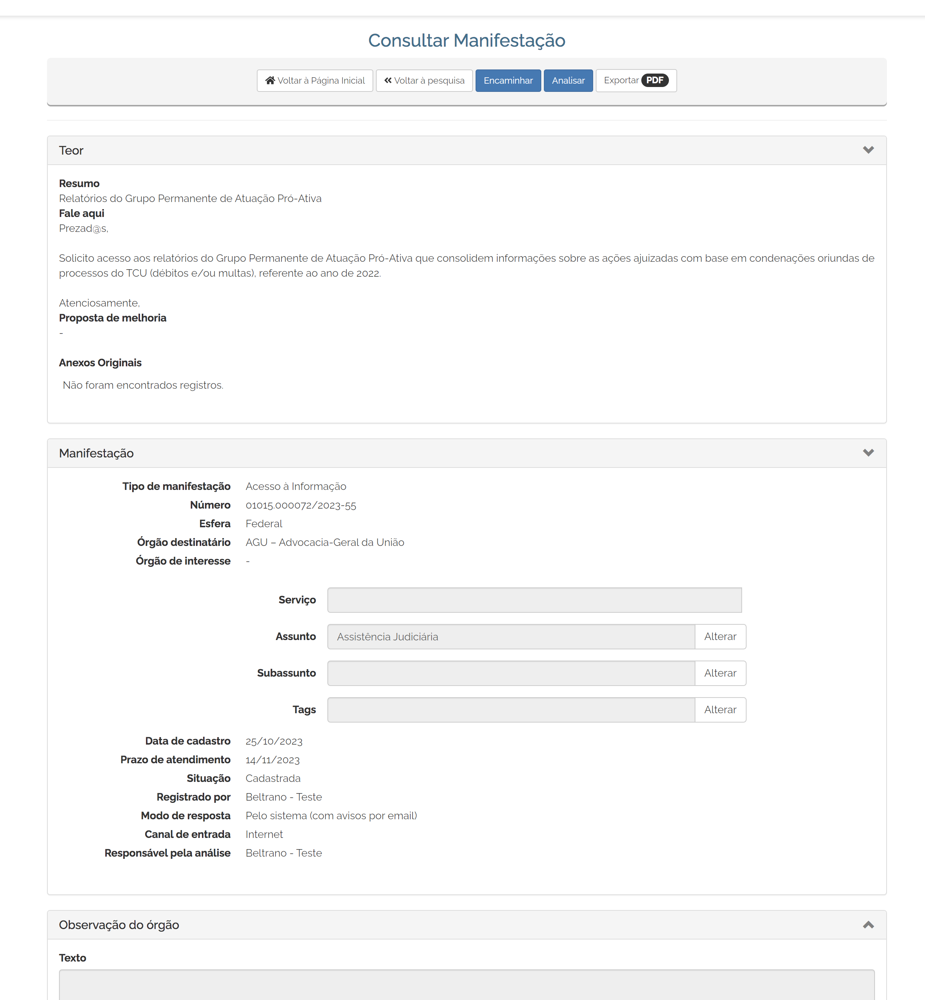 Consultar Manifestação
Voltar à Página Inicial Voltar à pesquisa Encaminhar Analisar Exportar PDF
Teor
Resumo
Relatórios do Grupo Permanente de Atuação Pró-Ativa
Fale aqui
Prezad@s,
Solicito acesso aos relatórios do Grupo Permanente de Atuação Pró-Ativa que consolidem informações sobre as ações ajuizadas com base em condenações oriundas de
processos do TCU (débitos e/ou multas), referente ao ano de 2022.
Atenciosamente,
Proposta de melhoria
-
Anexos Originais
Não foram encontrados registros.
Manifestação
Tipo de manifestação Acesso à Informação
Número 01015.000072/2023-55
Esfera Federal
Órgão destinatário AGU – Advocacia-Geral da União
Órgão de interesse -
Serviço
Assunto Assistência Judiciária Alterar
Subassunto Alterar
Tags Alterar
Data de cadastro 25/10/2023
Prazo de atendimento 14/11/2023
Situação Cadastrada
Registrado por Beltrano - Teste
Modo de resposta Pelo sistema (com avisos por email)
Canal de entrada Internet
Responsável pela análise Beltrano - Teste
Observação do órgão
Texto